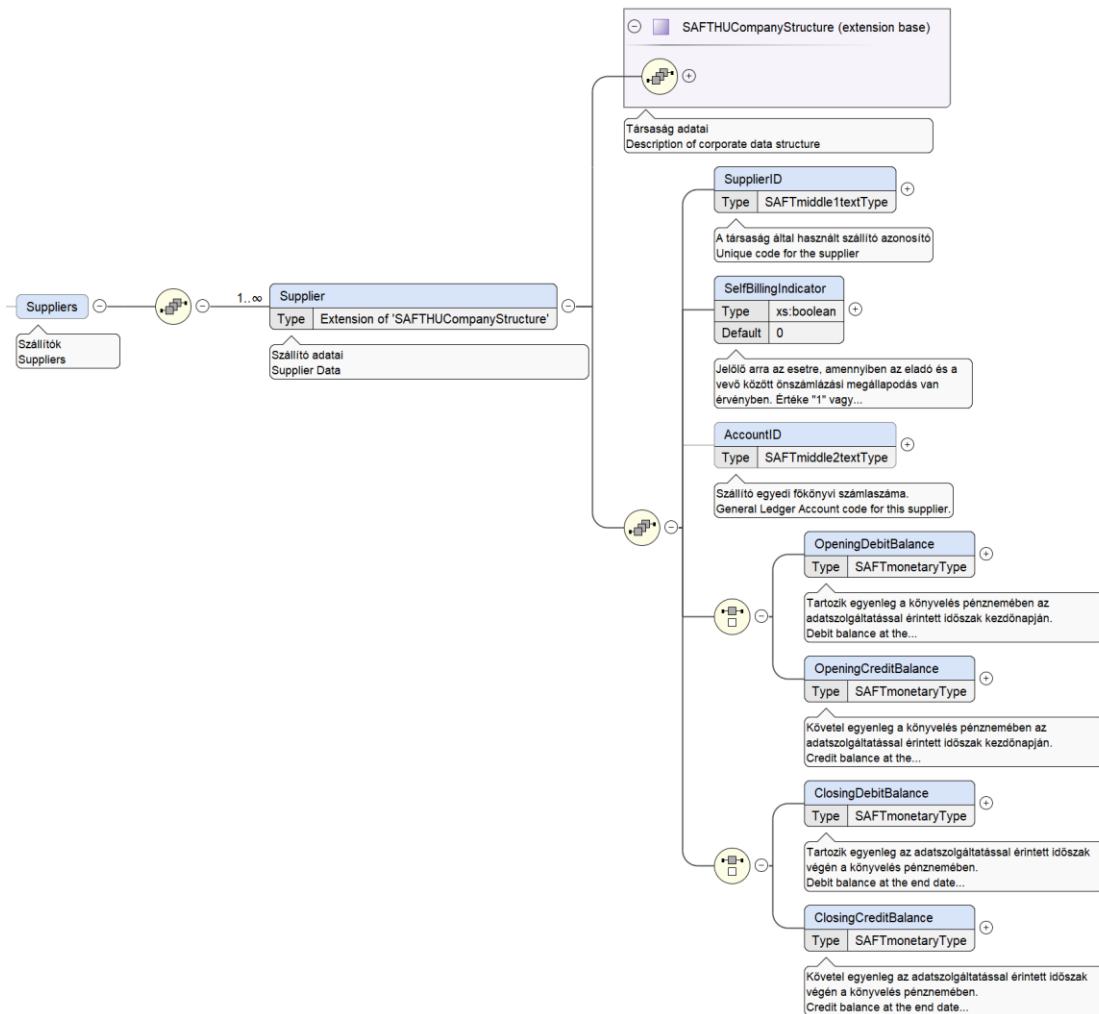 SAFTHUCompanyStructure (extension base)
Társaság adatai
Description of corporate data structure
SupplierID
Type SAFTmiddle1textType
A társaság által használt szállító azonosító
Unique code for the supplier
Suppliers
Szállítók
Suppliers
1..∞
Supplier
Type Extension of 'SAFTHUCompanyStructure'
Szállító adatai
Supplier Data
SelfBillingIndicator
Type xs:boolean
Default 0
Jelölő arra az esetre, amennyiben az eladó és a
vevő között önszámlázási megállapodás van
érvényben. Értéke "1" vagy...
AccountID
Type SAFTmiddle2textType
Szállító egyedi főkönyvi számlaszáma.
General Ledger Account code for this supplier.
OpeningDebitBalance
Type SAFTmonetaryType
Tartozik egyenleg a könyvelés pénznemében az
adatszolgáltatással érintett időszak kezdőnapján.
Debit balance at the...
OpeningCreditBalance
Type SAFTmonetaryType
Követel egyenleg a könyvelés pénznemében az
adatszolgáltatással érintett időszak kezdőnapján.
Credit balance at the...
ClosingDebitBalance
Type SAFTmonetaryType
Tartozik egyenleg az adatszolgáltatással érintett időszak
végén a könyvelés pénznemében.
Debit balance at the end date...
ClosingCreditBalance
Type SAFTmonetaryType
Követel egyenleg az adatszolgáltatással érintett időszak
végén a könyvelés pénznemében.
Credit balance at the end date...